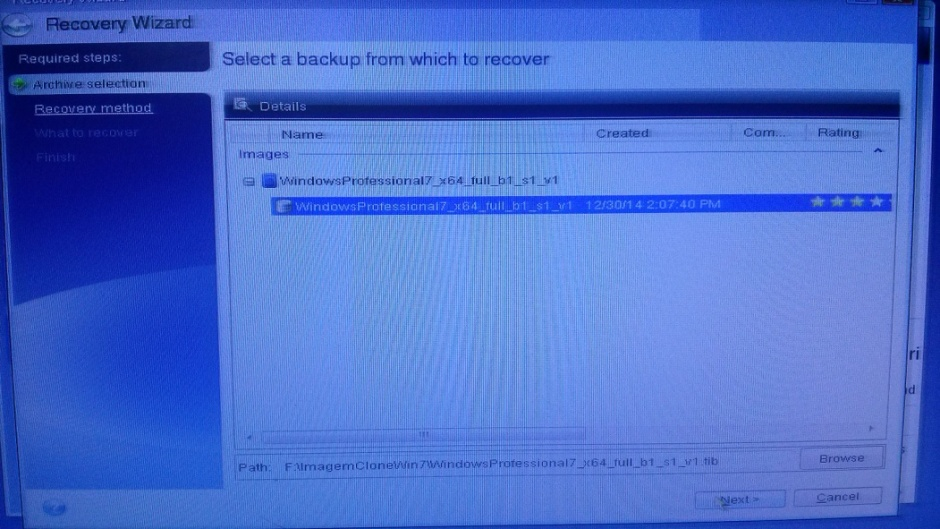 Recovery Wizard
Recovery Wizard
Required steps:
Archive selection
Recovery method
What to recover
Finish
Select a backup from which to recover
Details
Name Created Com... Rating
Images
WindowsProfessional7_x64_full_b1_s1_v1
WindowsProfessional7_x64_full_b1_s1_v1 12/30/14 2:07:40 PM
Path: F:\ImagemCloneWin7\WindowsProfessional7_x64_full_b1_s1_v1.tib
Browse
Next >
Cancel
ri